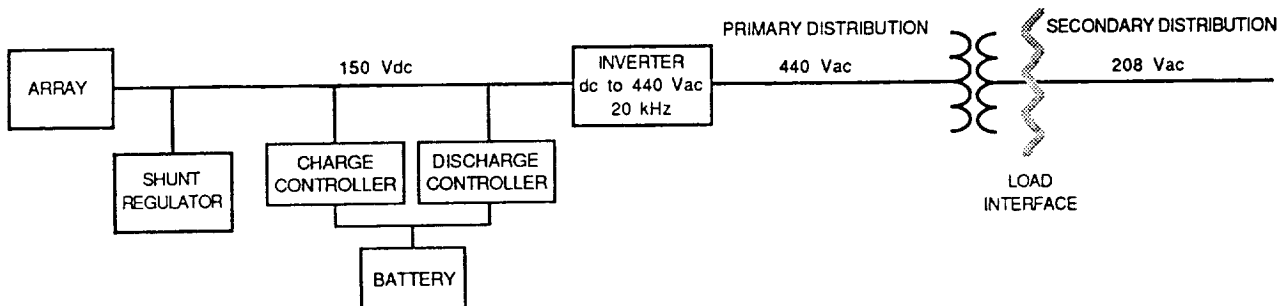 PRIMARY DISTRIBUTION
SECONDARY DISTRIBUTION
ARRAY
150 Vdc
INVERTER
dc to 440 Vac
20 kHz
440 Vac
208 Vac
SHUNT
REGULATOR
CHARGE
CONTROLLER
DISCHARGE
CONTROLLER
LOAD
INTERFACE
BATTERY